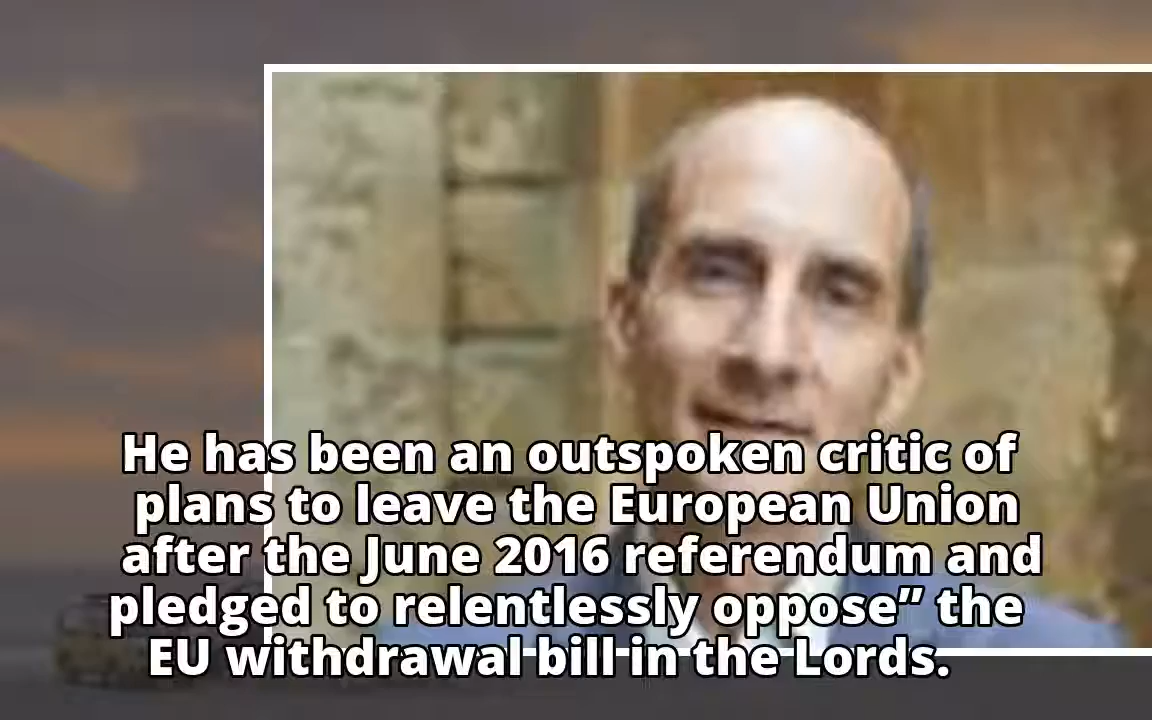 He has been an outspoken critic of
plans to leave the European Union
after the June 2016 referendum and
pledged to relentlessly oppose” the
EU withdrawal bill in the Lords.